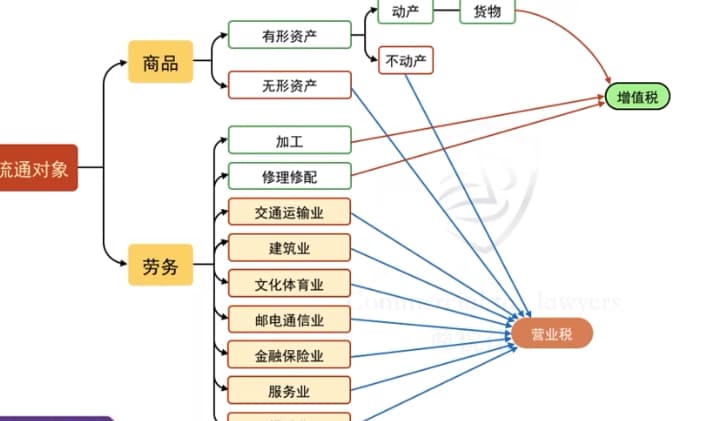 动产
货物
有形资产
商品
不动产
无形资产
增值税
加工
流通对象
修理修配
交通运输业
建筑业
劳务
文化体育业
邮电通信业
营业税
金融保险业
服务业